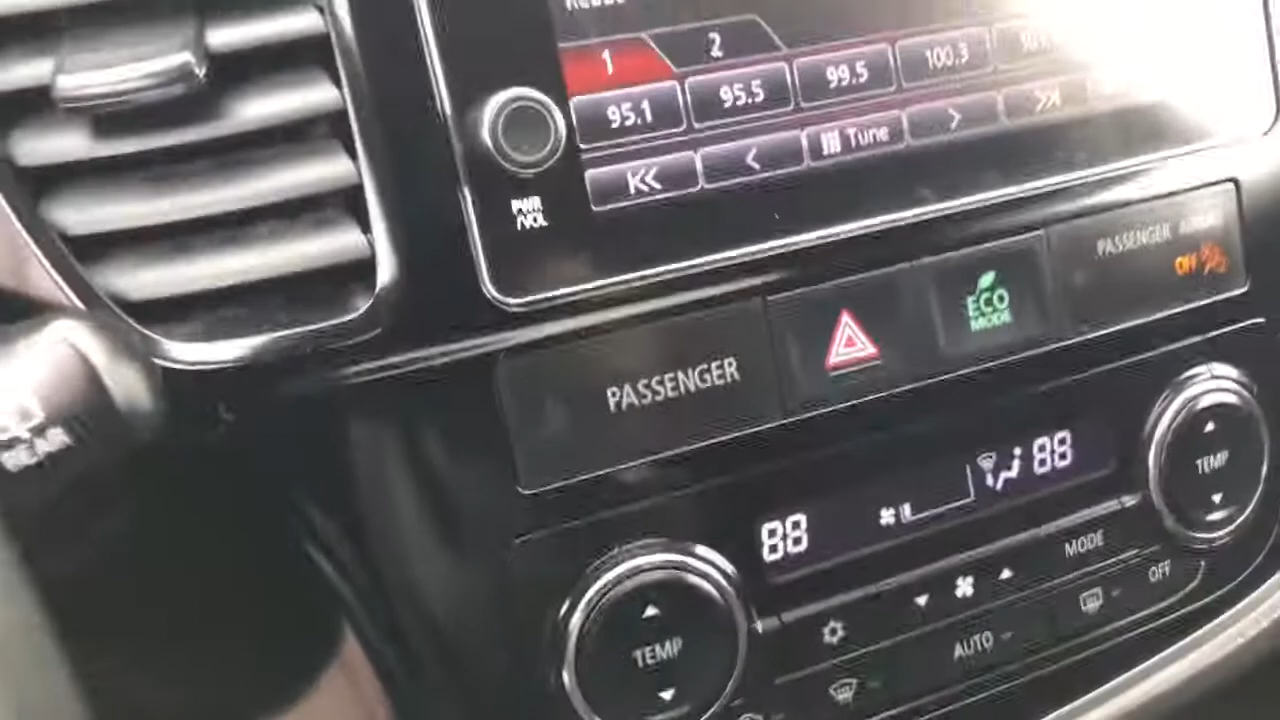 1 2
95.1 95.5 99.5 100.3
Tune
PWR
/VOL
PASSENGER
OFF
ECO
MODE
PASSENGER
88
88
TEMP
MODE
OFF
AUTO
TEMP